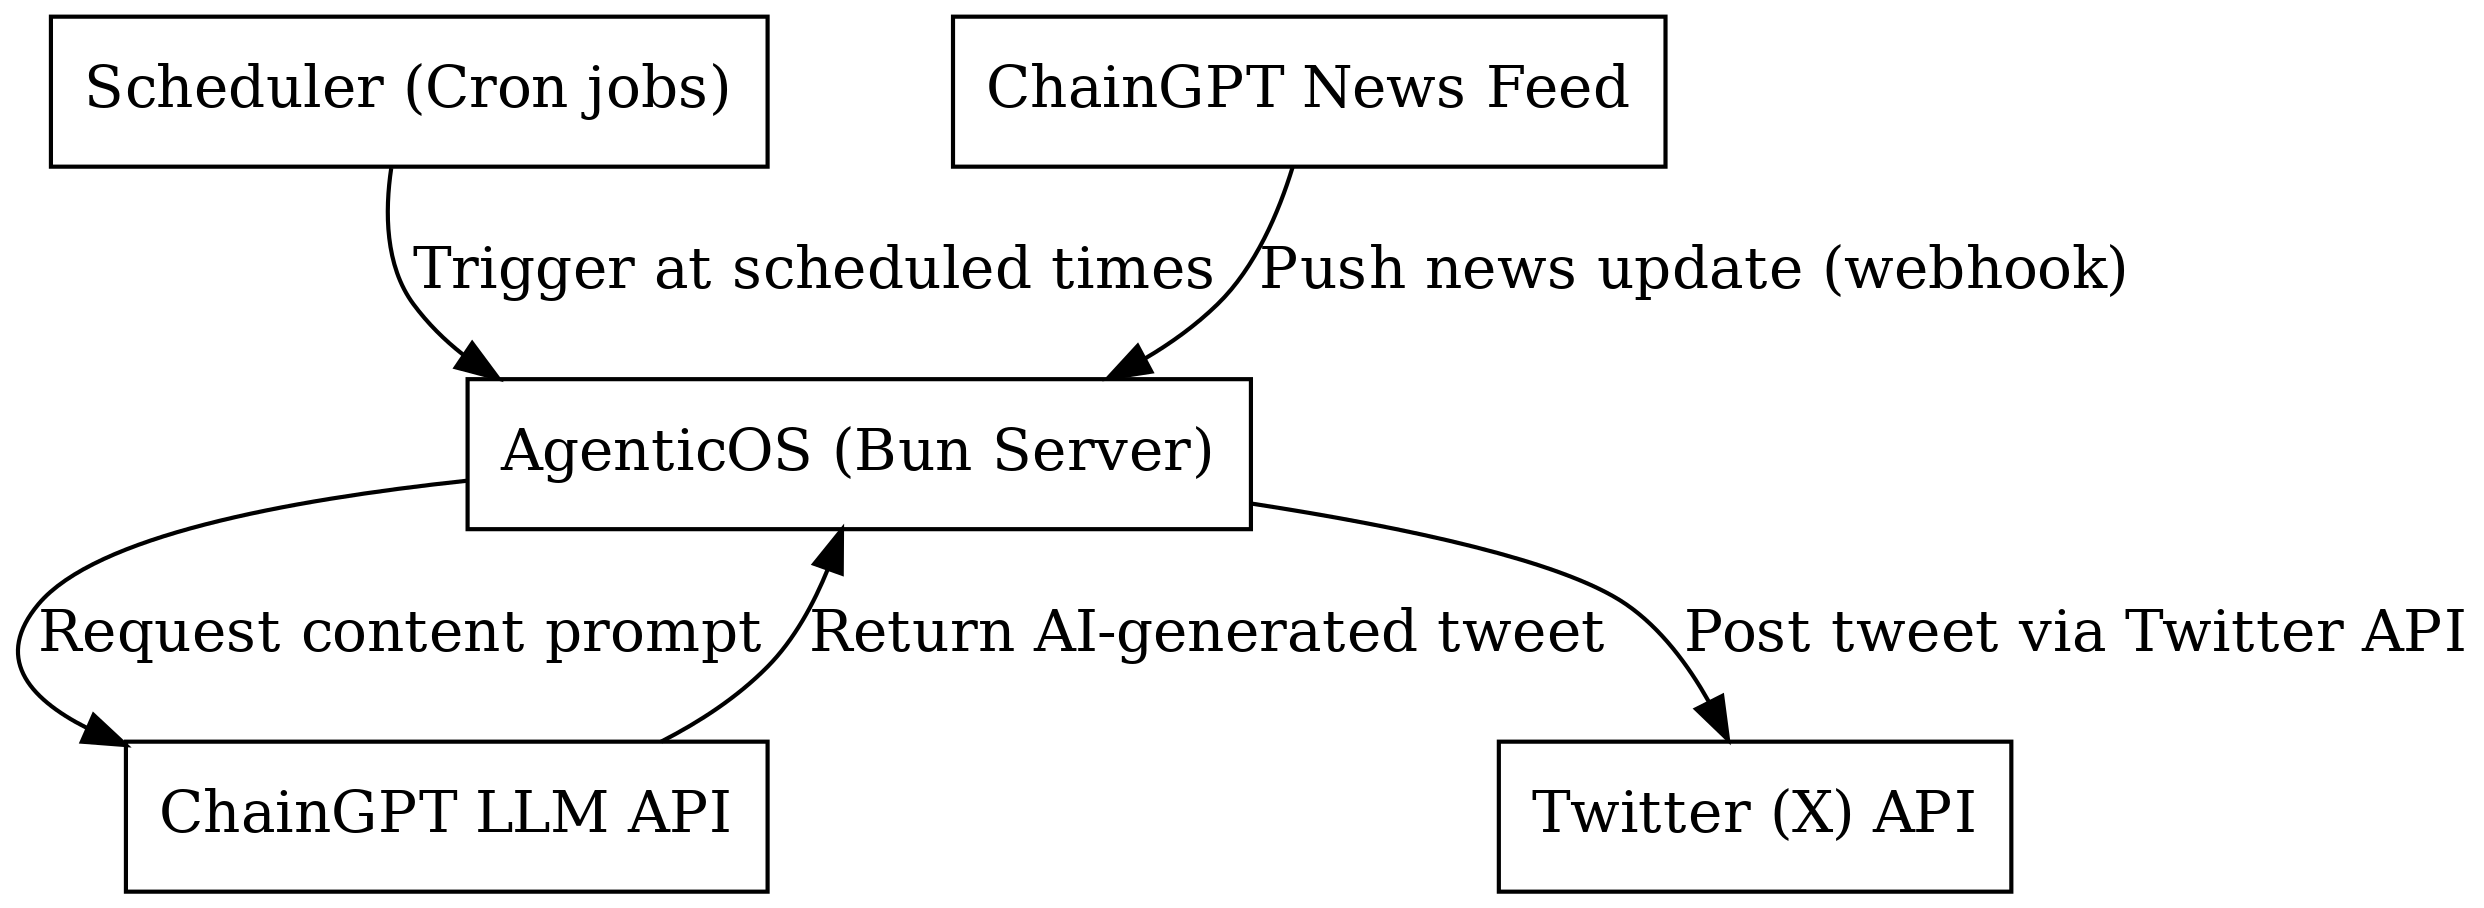 Scheduler (Cron jobs)
ChainGPT News Feed
Trigger at scheduled times
Push news update (webhook)
AgenticOS (Bun Server)
Request content prompt
Return AI-generated tweet
Post tweet via Twitter API
ChainGPT LLM API
Twitter (X) API